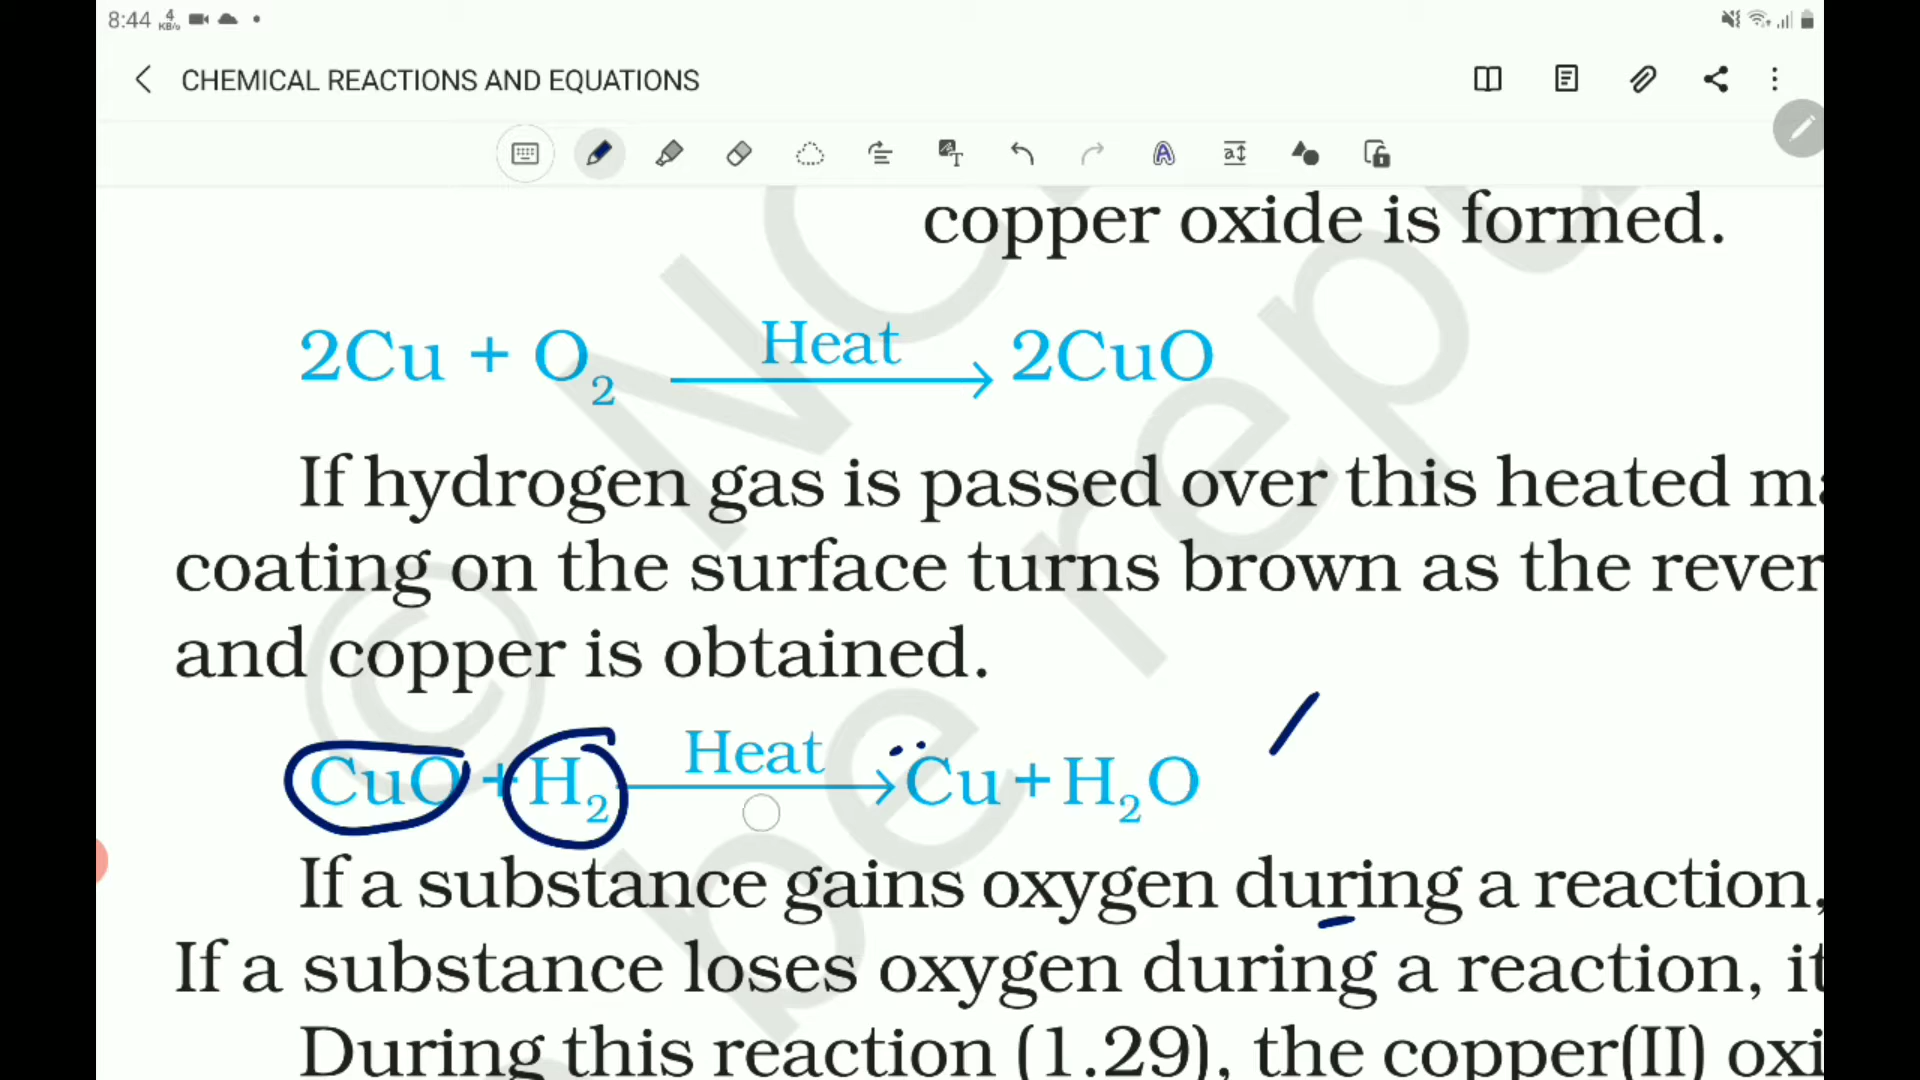 8:44 4 KB/s
CHEMICAL REACTIONS AND EQUATIONS
copper oxide is formed.
2Cu + O₂ Heat → 2CuO
If hydrogen gas is passed over this heated ma
coating on the surface turns brown as the rever
and copper is obtained.
CuO + H₂ Heat → Cu + H₂O
If a substance gains oxygen during a reaction,
If a substance loses oxygen during a reaction, it
During this reaction (1.29), the copper(II) oxi